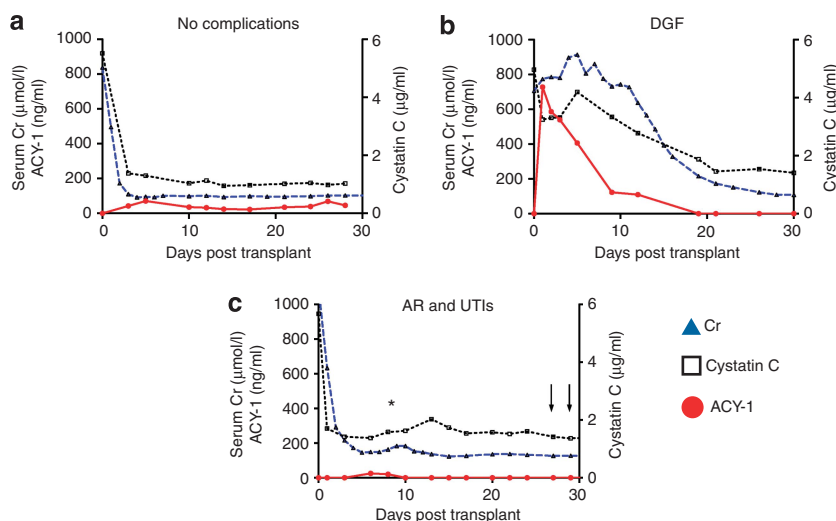 a
No complications
1000
800
600
400
200
0
Serum Cr (µmol/l)
ACY-1 (ng/ml)
6
4
2
0
Cystatin C (µg/ml)
0 10 20 30
Days post transplant
b
DGF
1000
800
600
400
200
0
Serum Cr (µmol/l)
ACY-1 (ng/ml)
6
4
2
0
Cystatin C (µg/ml)
0 10 20 30
Days post transplant
c
AR and UTIs
1000
800
600
400
200
0
Serum Cr (µmol/l)
ACY-1 (ng/ml)
*
6
4
2
0
Cystatin C (µg/ml)
0 10 20 30
Days post transplant
Cr
Cystatin C
ACY-1